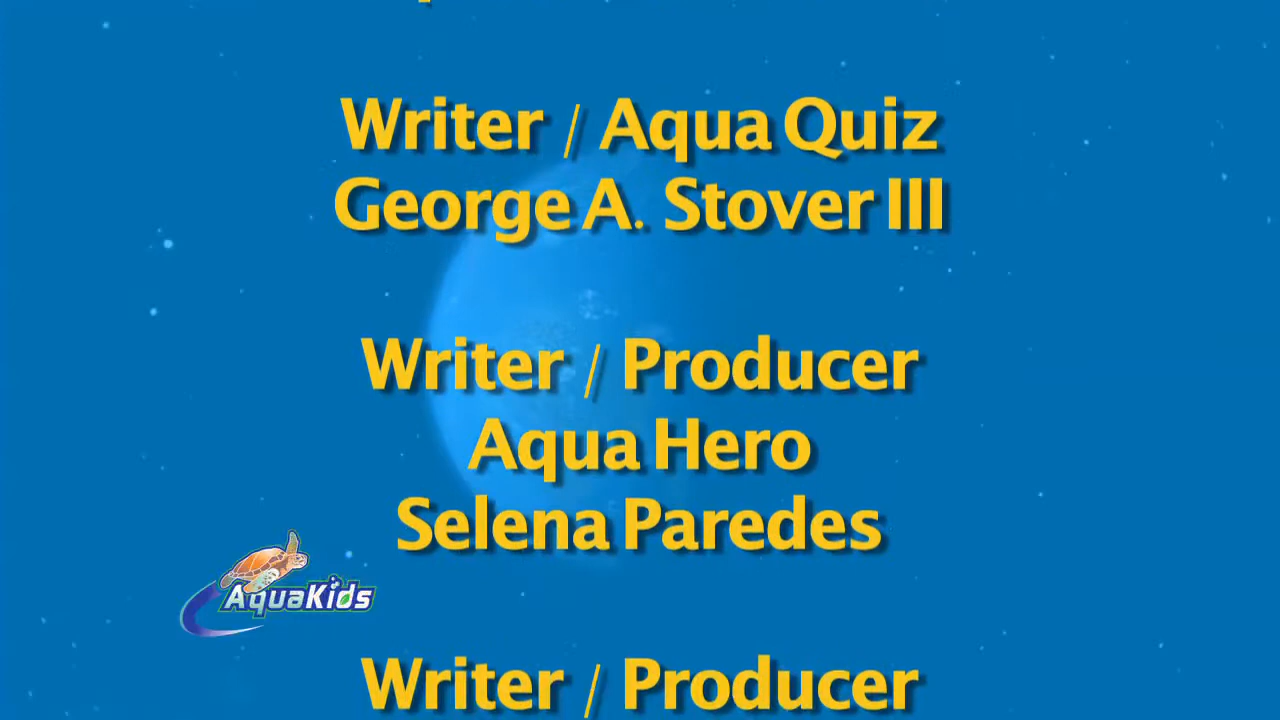 Writer / Aqua Quiz
George A. Stover III
Writer / Producer
Aqua Hero
Selena Paredes
AquaKids
Writer / Producer